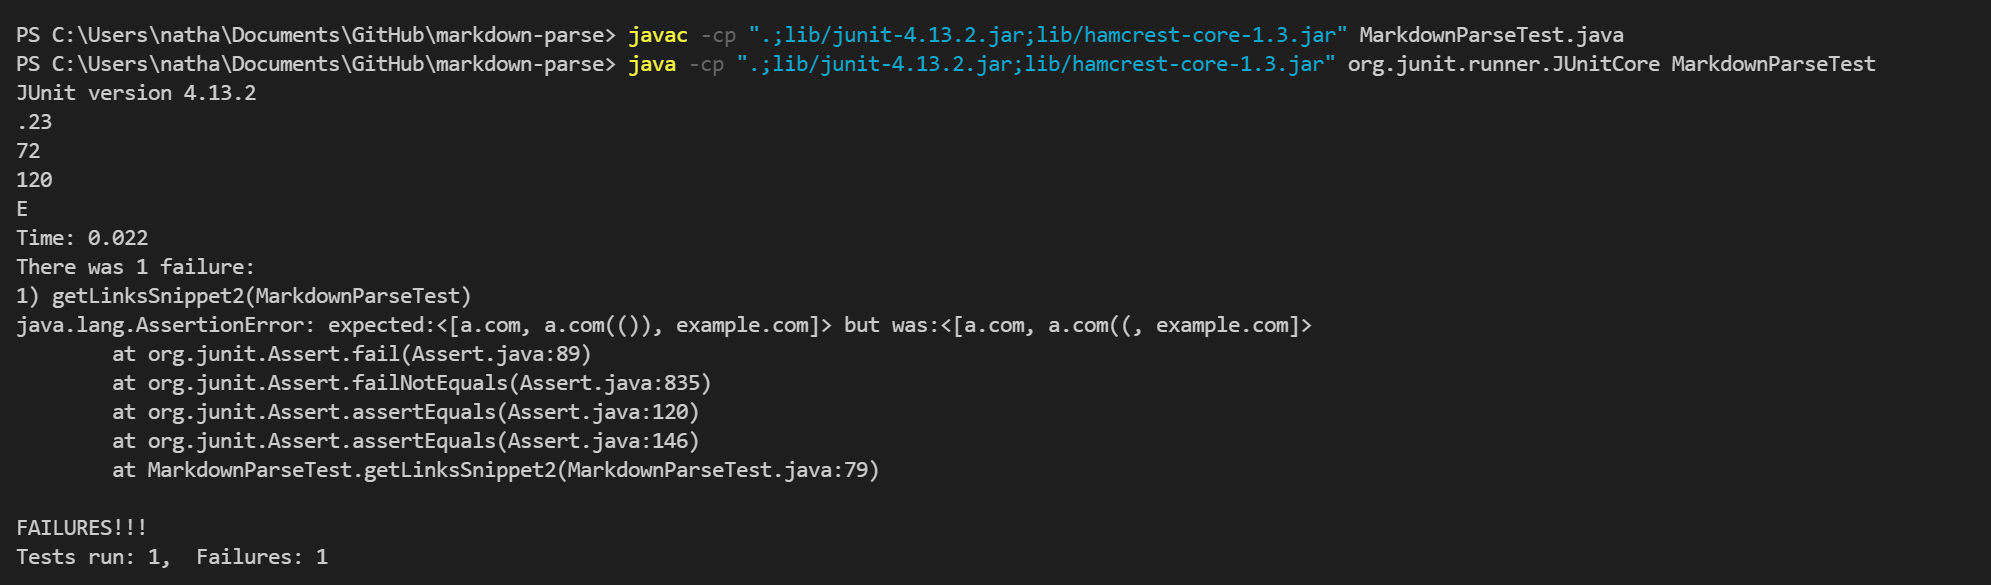 PS C:\Users\natha\Documents\GitHub\markdown-parse> javac -cp ".;lib/junit-4.13.2.jar;lib/hamcrest-core-1.3.jar" MarkdownParseTest.java
PS C:\Users\natha\Documents\GitHub\markdown-parse> java -cp ".;lib/junit-4.13.2.jar;lib/hamcrest-core-1.3.jar" org.junit.runner.JUnitCore MarkdownParseTest
JUnit version 4.13.2
.23
72
120
E
Time: 0.022
There was 1 failure:
1) getLinksSnippet2(MarkdownParseTest)
java.lang.AssertionError: expected:<[a.com, a.com(()), example.com]> but was:<[a.com, a.com((, example.com]>
        at org.junit.Assert.fail(Assert.java:89)
        at org.junit.Assert.failNotEquals(Assert.java:835)
        at org.junit.Assert.assertEquals(Assert.java:120)
        at org.junit.Assert.assertEquals(Assert.java:146)
        at MarkdownParseTest.getLinksSnippet2(MarkdownParseTest.java:79)

FAILURES!!!
Tests run: 1,  Failures: 1